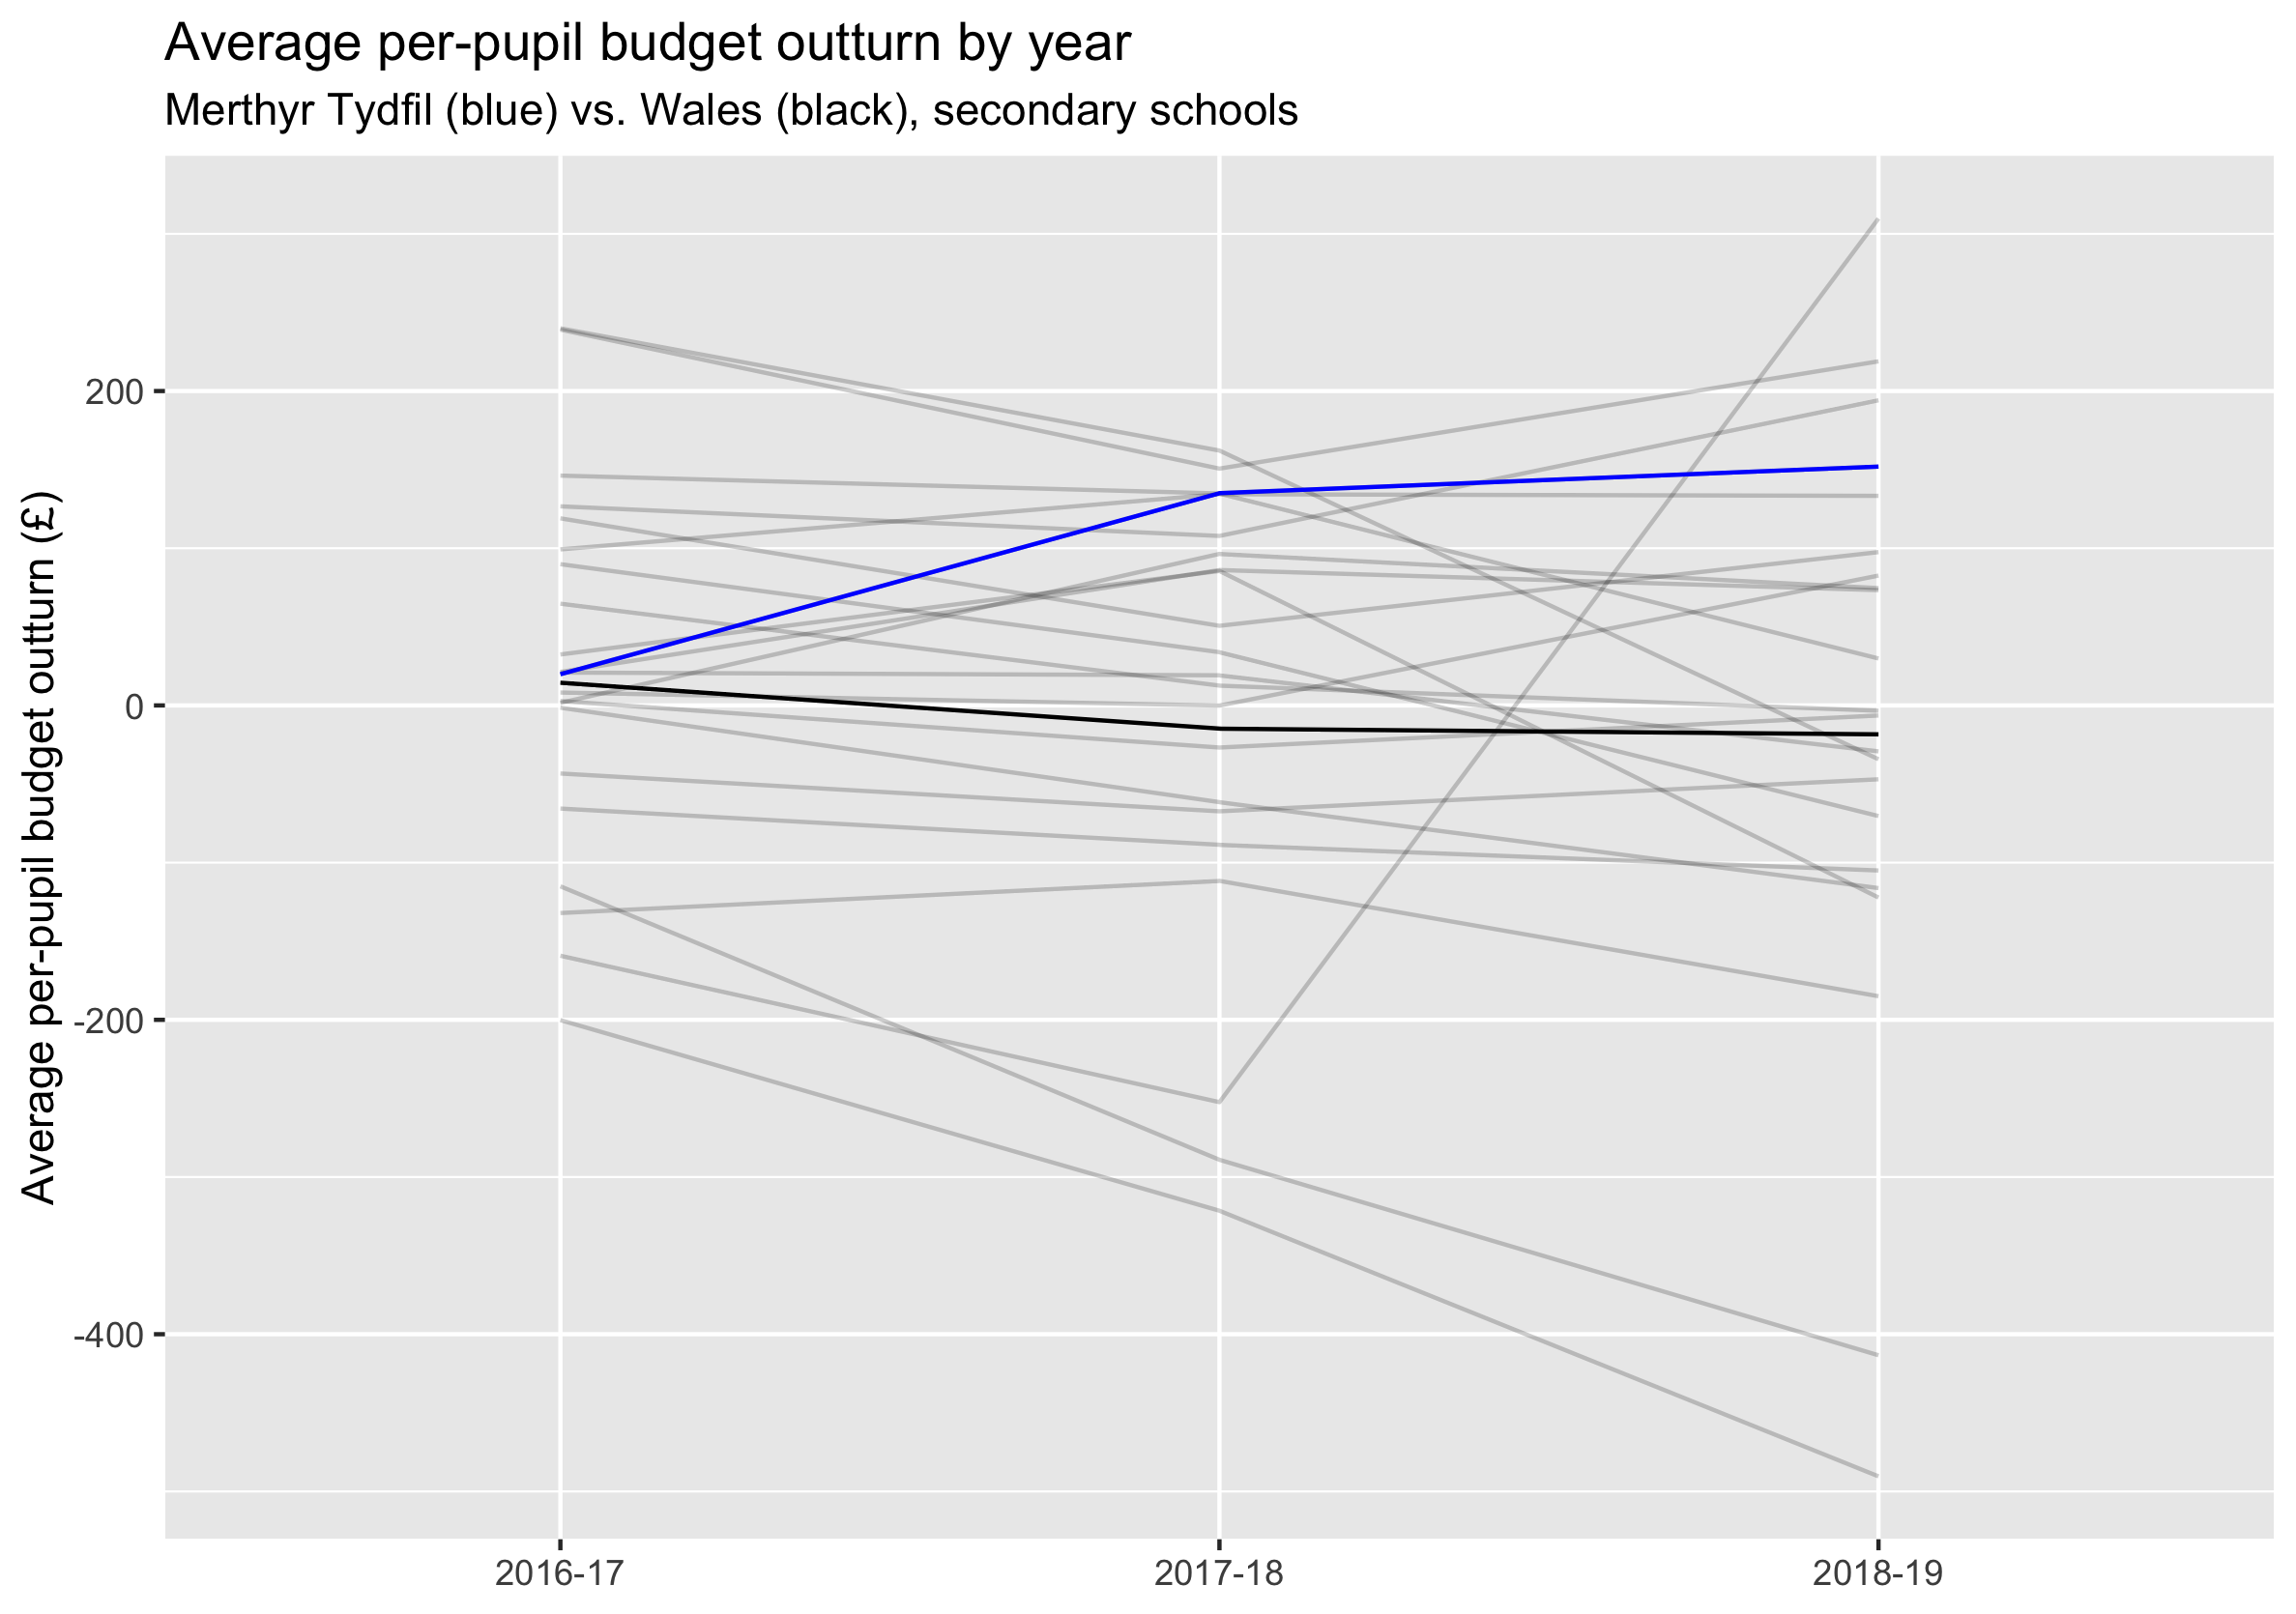 Average per-pupil budget outturn by year
Merthyr Tydfil (blue) vs. Wales (black), secondary schools
Average per-pupil budget outturn (£)
200
0
-200
-400
2016-17
2017-18
2018-19